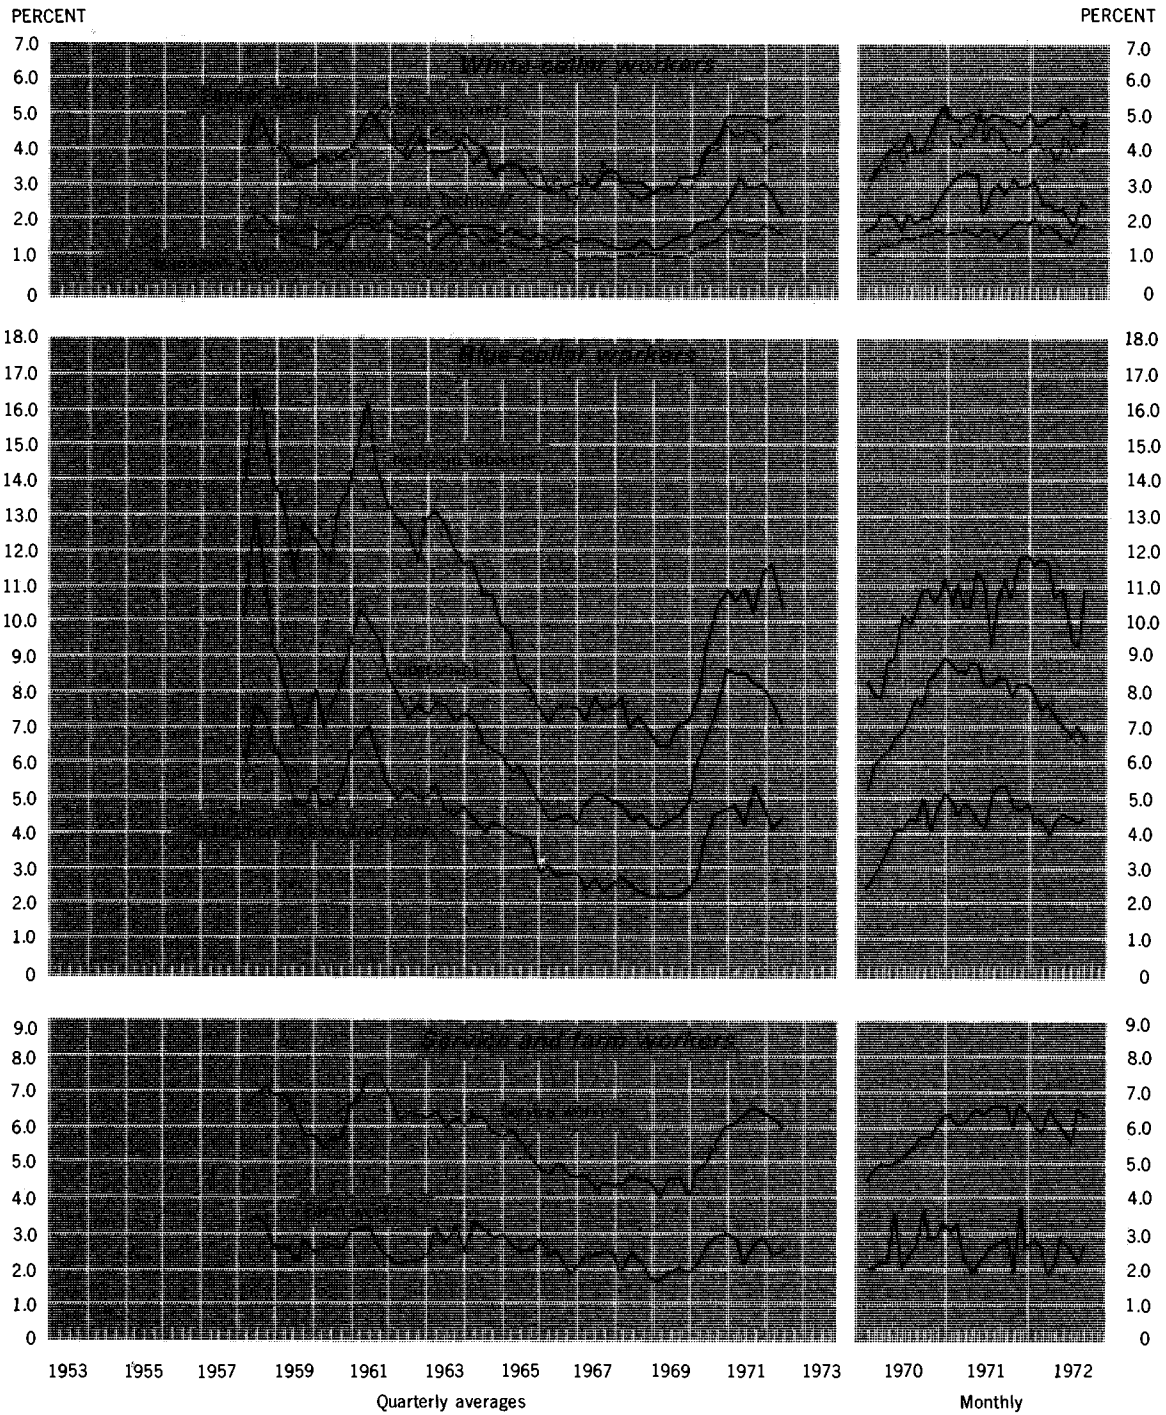 PERCENT PERCENT
7.0 7.0
White-collar workers
6.0 6.0
Clerical workers
5.0 Sales workers 5.0
4.0 4.0
3.0 3.0
Professional and technical
2.0 2.0
1.0 1.0
0 0
18.0 18.0
Blue-collar workers
17.0 17.0
16.0 16.0
15.0 15.0
Nonfarm laborers
14.0 14.0
13.0 13.0
12.0 12.0
11.0 11.0
10.0 10.0
9.0 9.0
Operatives
8.0 8.0
7.0 7.0
6.0 6.0
5.0 5.0
Craftsmen and kindred workers
4.0 4.0
3.0 3.0
2.0 2.0
1.0 1.0
0 0
9.0 9.0
Service and farm workers
8.0 8.0
7.0 7.0
Service workers
6.0 6.0
5.0 5.0
4.0 4.0
Farm workers
3.0 3.0
2.0 2.0
1.0 1.0
0 0
1953 1955 1957 1959 1961 1963 1965 1967 1969 1971 1973 1970 1971 1972
Quarterly averages Monthly